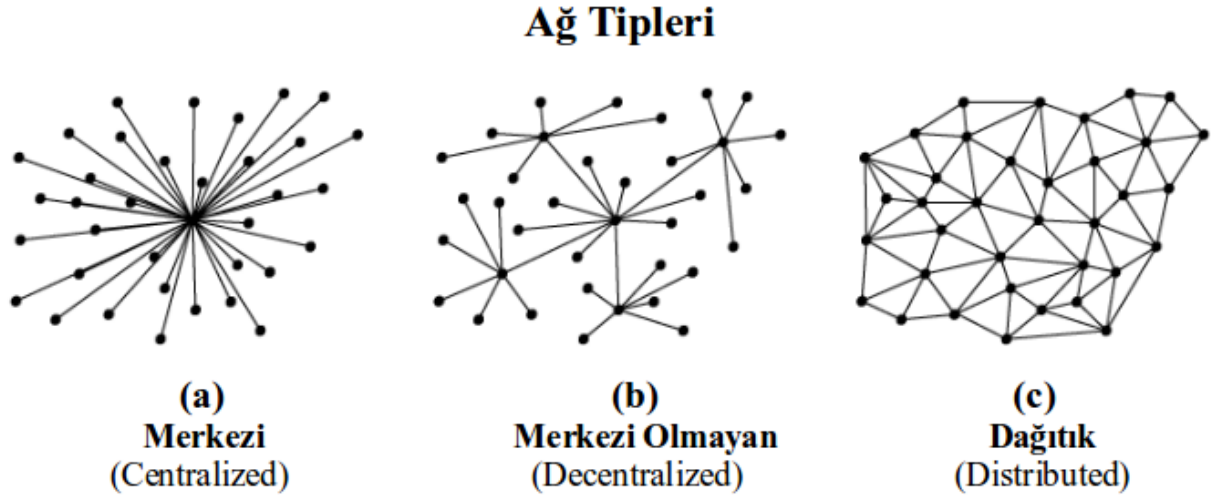 Ağ Tipleri
(a)
Merkezi
(Centralized)
(b)
Merkezi Olmayan
(Decentralized)
(c)
Dağıtık
(Distributed)